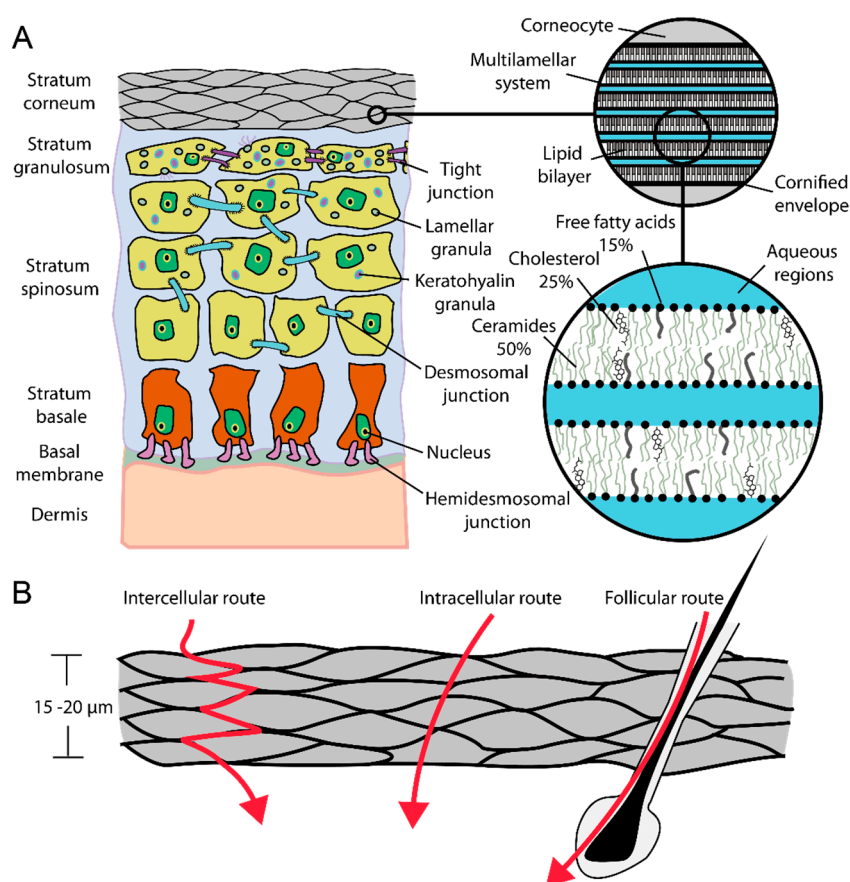 A
Stratum
corneum
Stratum
granulosum
Stratum
spinosum
Stratum
basale
Basal
membrane
Dermis
Tight
junction
Lamellar
granula
Keratohyalin
granula
Desmosomal
junction
Nucleus
Hemidesmosomal
junction
Corneocyte
Multilamellar
system
Lipid
bilayer
Cornified
envelope
Free fatty acids
15%
Cholesterol
25%
Ceramides
50%
Aqueous
regions
B
Intercellular route
Intracellular route
Follicular route
15 -20 μm